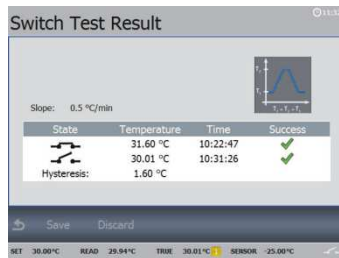 Switch Test Result
Slope: 0.5 °C/min
State Temperature Time Success
31.60 °C 10:22:47
30.01 °C 10:31:26
Hysteresis: 1.60 °C
Save Discard
SET 30.00°C READ 29.94°C TRUE 30.01°C SENSOR -25.00°C